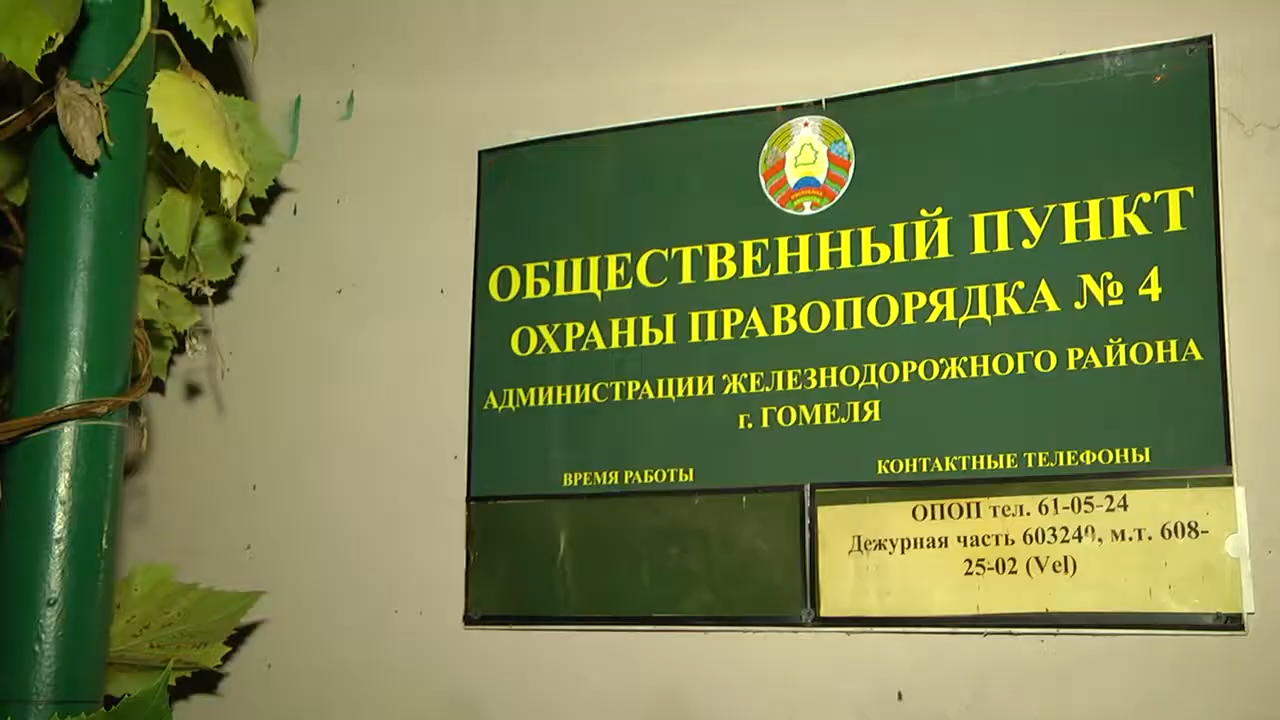 ОБЩЕСТВЕННЫЙ ПУНКТ
ОХРАНЫ ПРАВОПОРЯДКА № 4
АДМИНИСТРАЦИИ ЖЕЛЕЗНОДОРОЖНОГО РАЙОНА
г. ГОМЕЛЯ
ВРЕМЯ РАБОТЫ
КОНТАКТНЫЕ ТЕЛЕФОНЫ
ОПОП тел. 61-05-24
Дежурная часть 603240, м.т. 608-
25-02 (Vel)